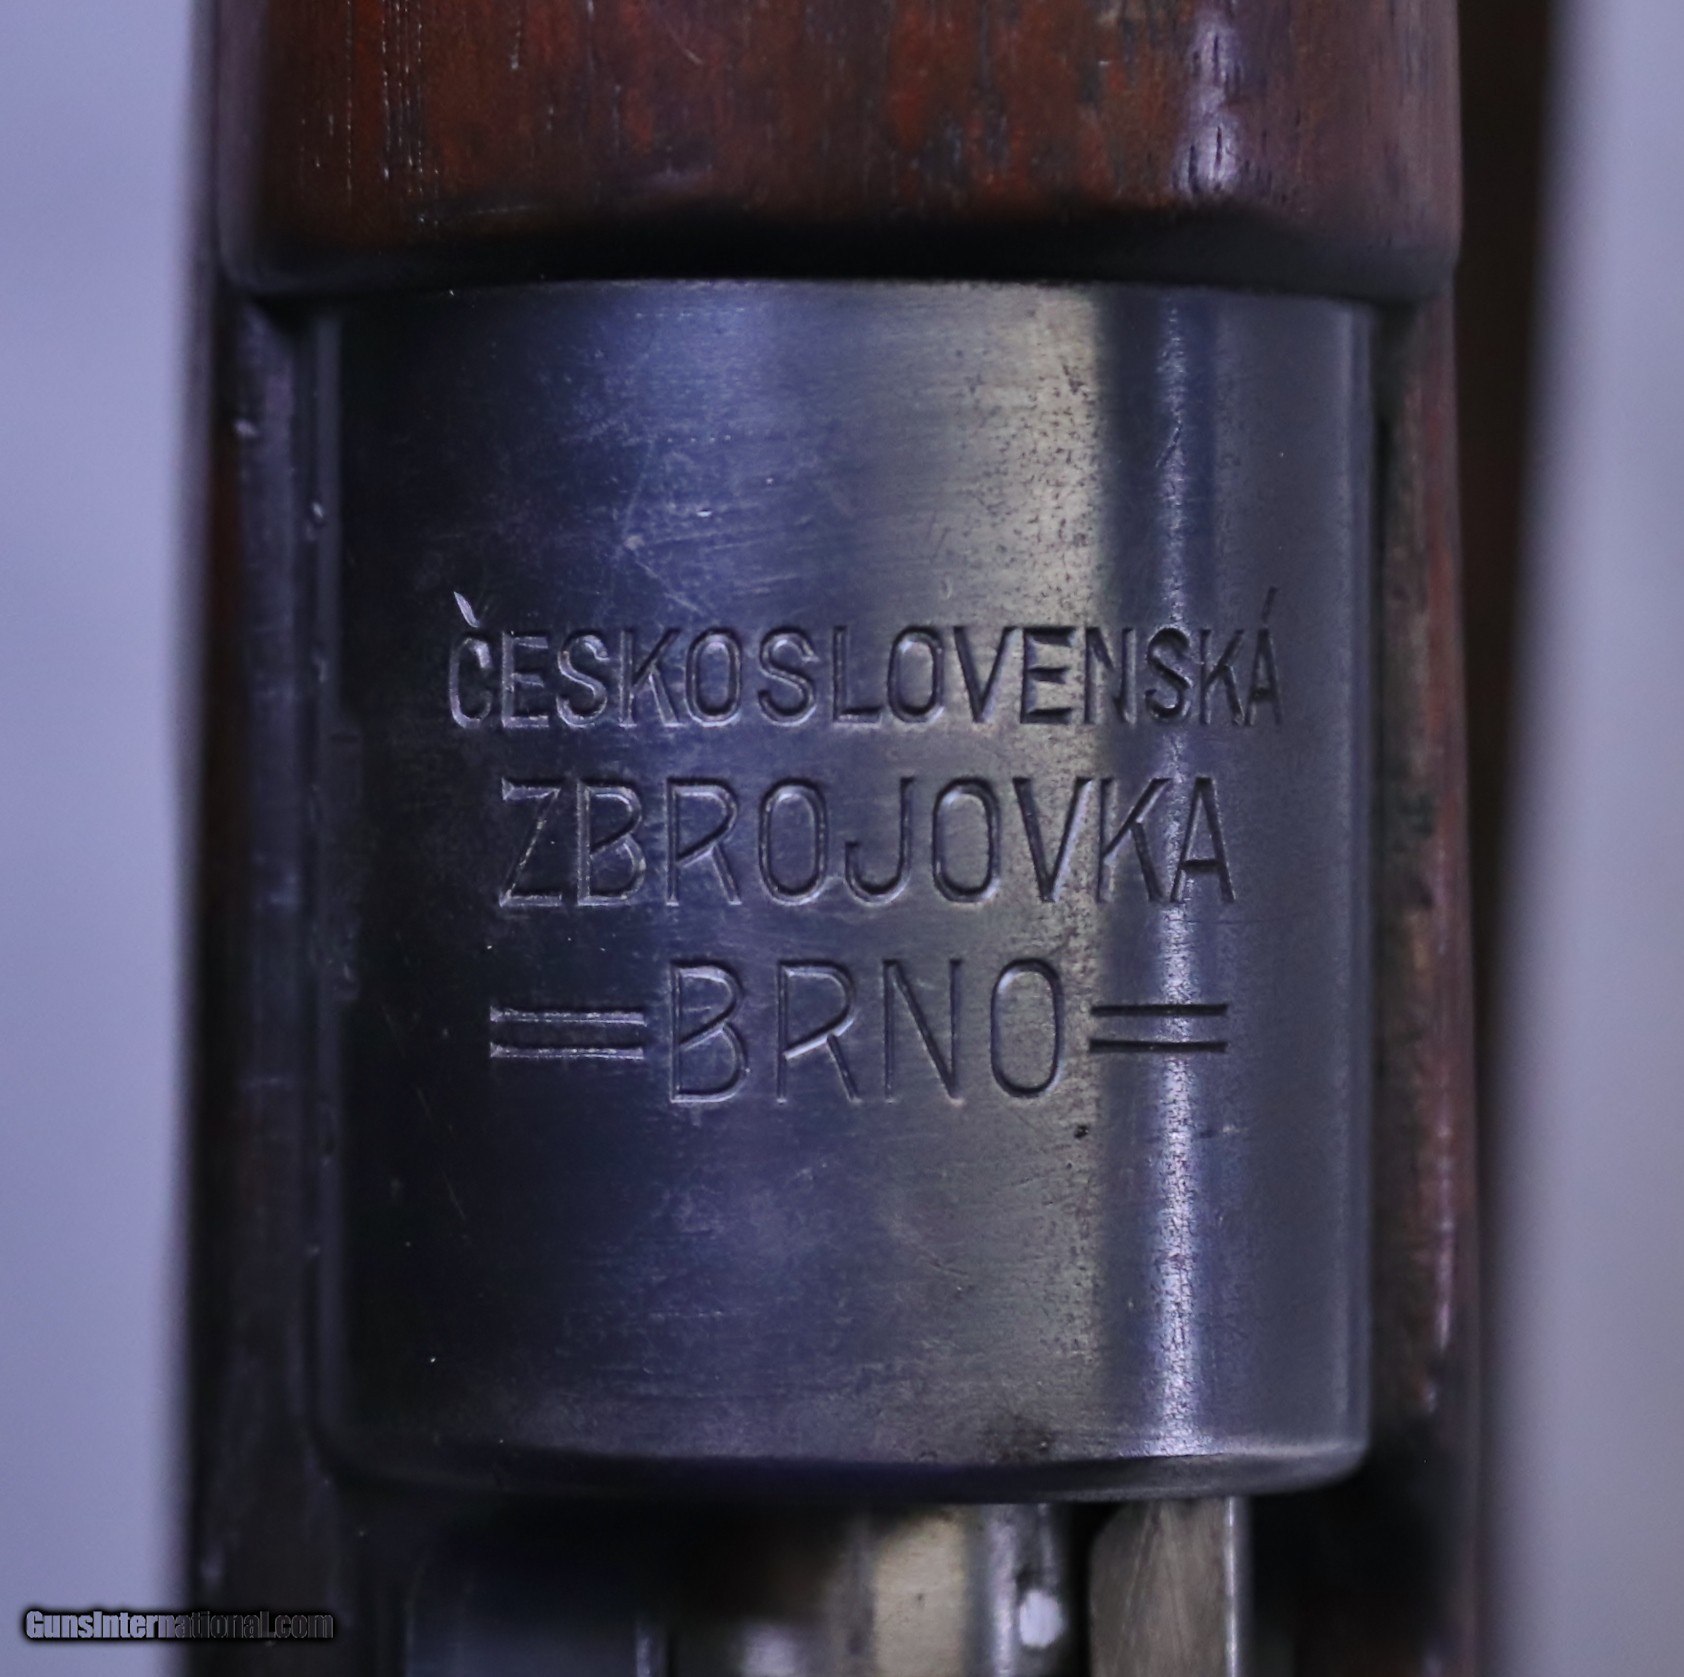 ČESKOSLOVENSKÁ
ZBROJOVKA
=BRNO=
GunsInternational.com